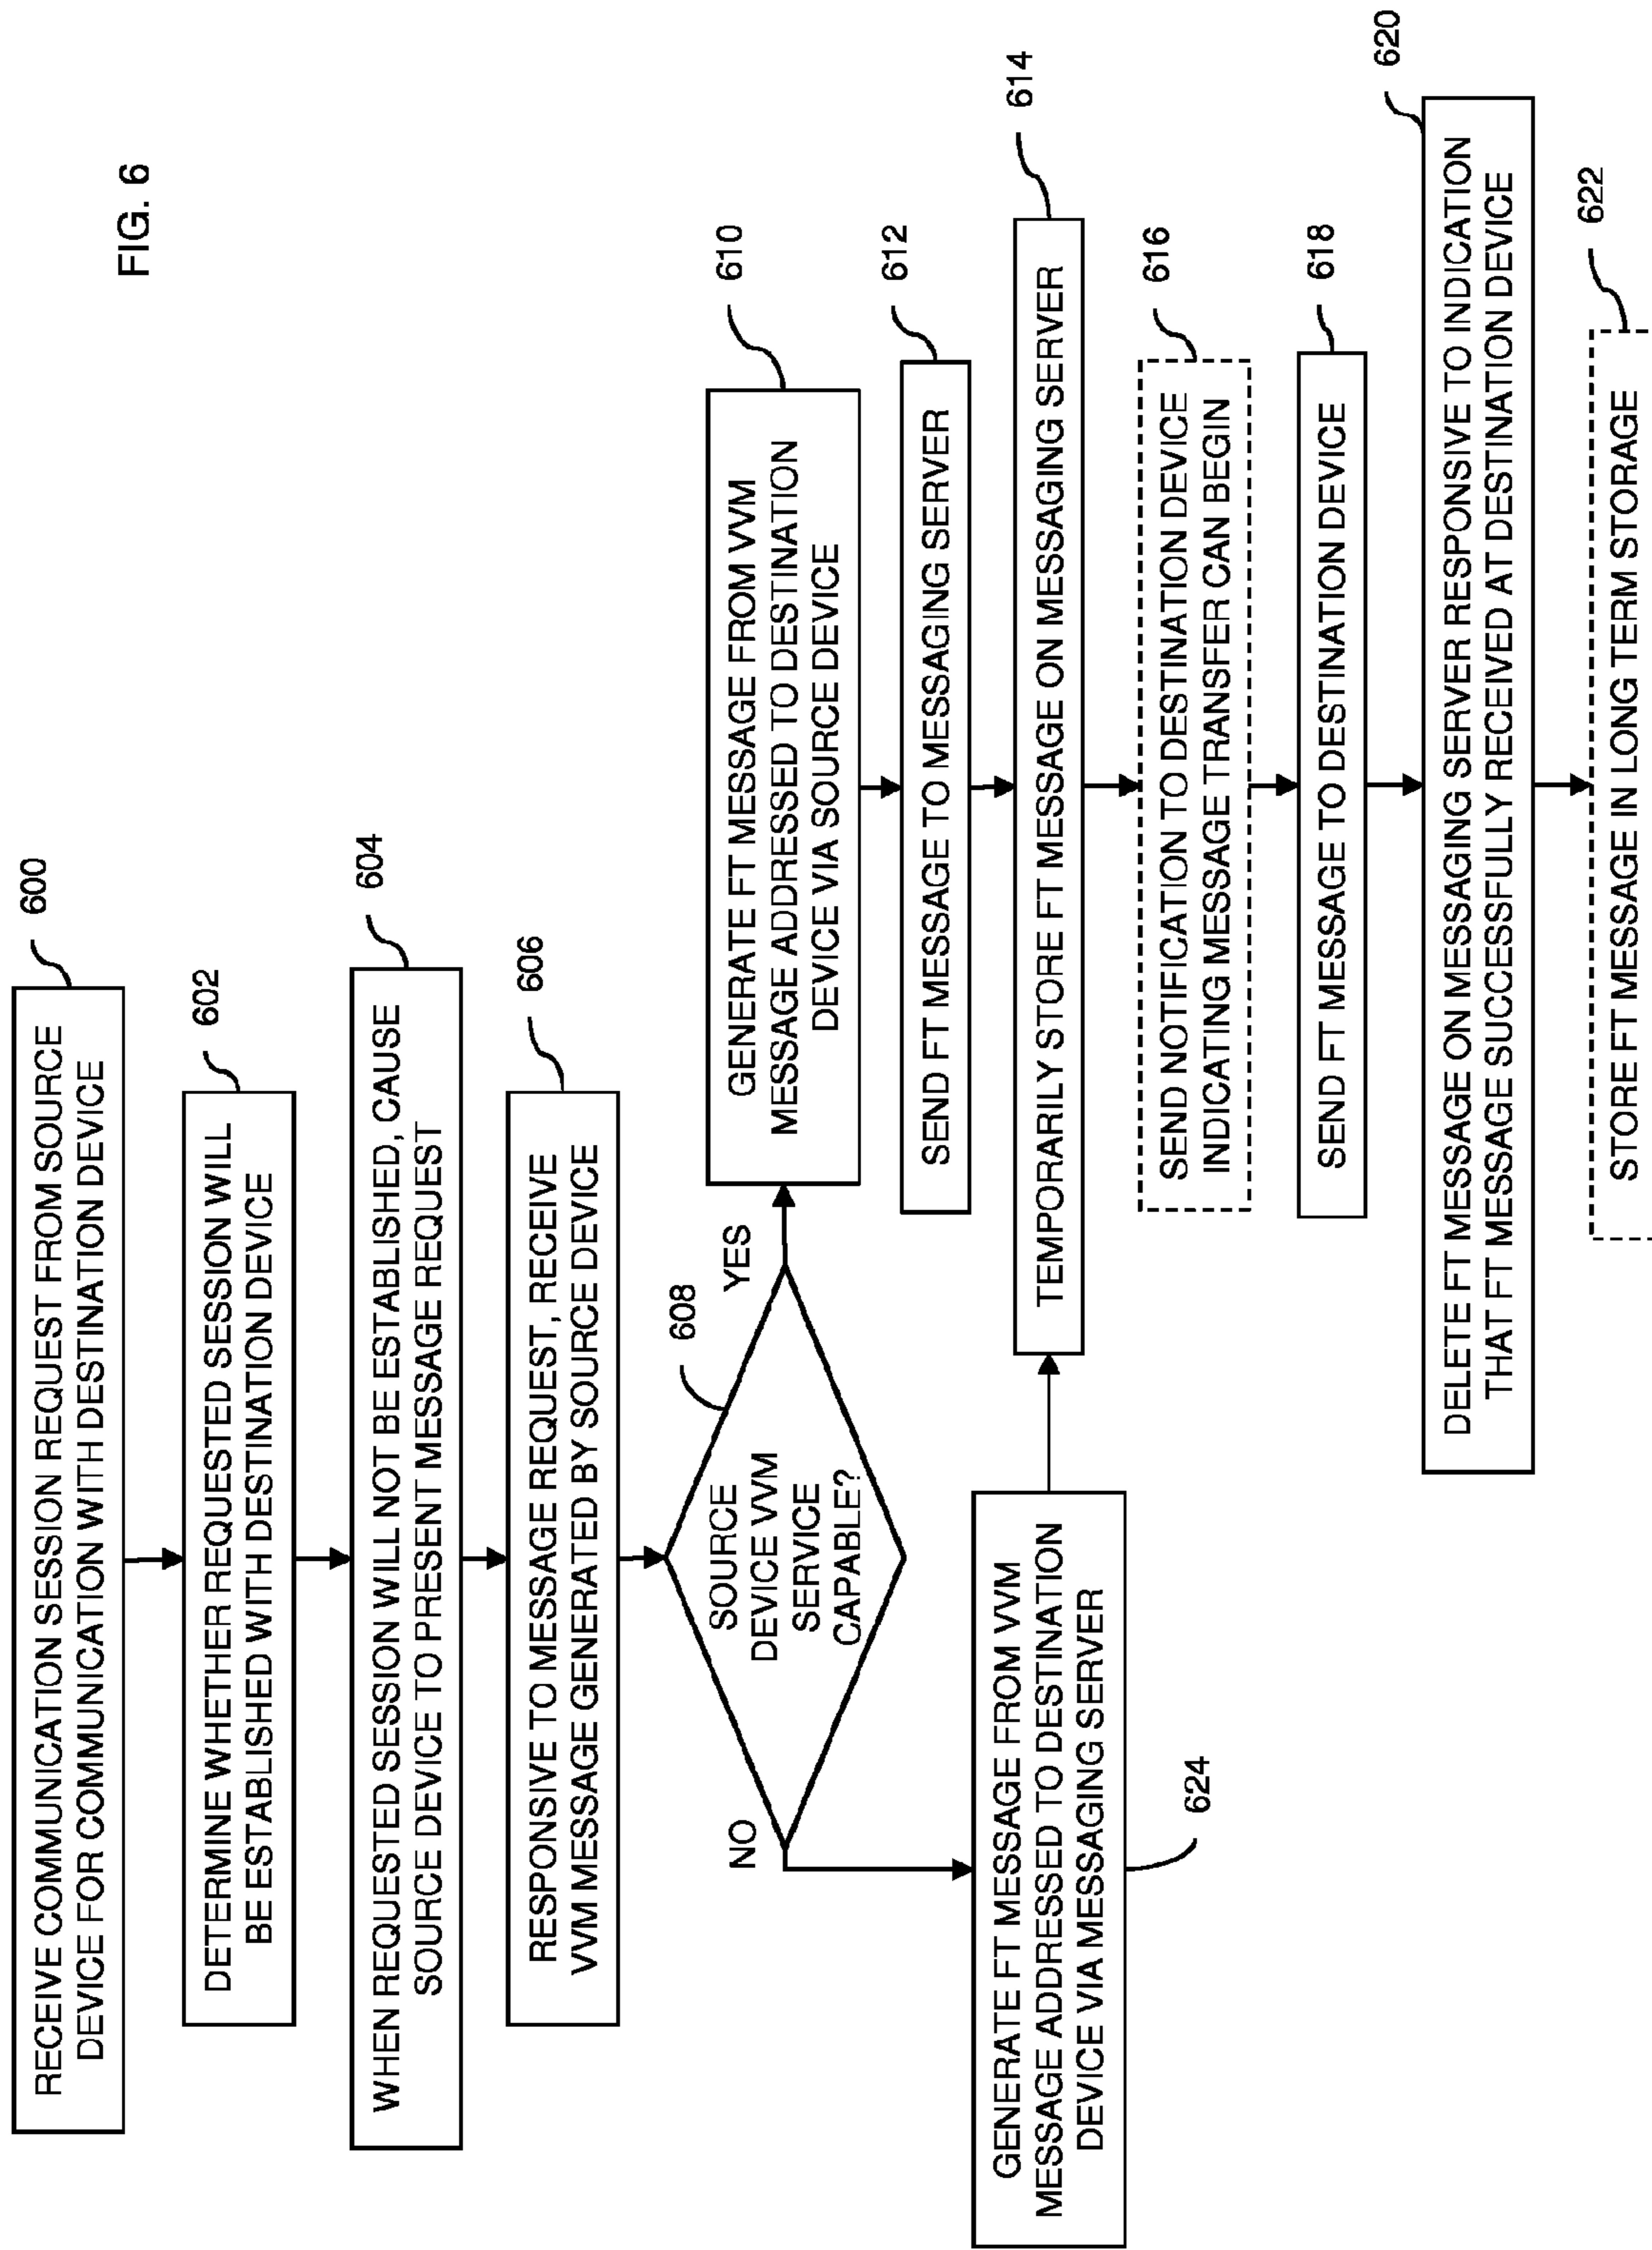 FIG. 6
RECEIVE COMMUNICATION SESSION REQUEST FROM SOURCE
DEVICE FOR COMMUNICATION WITH DESTINATION DEVICE
600
DETERMINE WHETHER REQUESTED SESSION WILL
BE ESTABLISHED WITH DESTINATION DEVICE
602
WHEN REQUESTED SESSION WILL NOT BE ESTABLISHED, CAUSE
SOURCE DEVICE TO PRESENT MESSAGE REQUEST
604
RESPONSIVE TO MESSAGE REQUEST, RECEIVE
VVM MESSAGE GENERATED BY SOURCE DEVICE
606
SOURCE
DEVICE VVM
SERVICE
CAPABLE?
608
YES
NO
GENERATE FT MESSAGE FROM VVM
MESSAGE ADDRESSED TO DESTINATION
DEVICE VIA SOURCE DEVICE
610
SEND FT MESSAGE TO MESSAGING SERVER
612
GENERATE FT MESSAGE FROM VVM
MESSAGE ADDRESSED TO DESTINATION
DEVICE VIA MESSAGING SERVER
624
TEMPORARILY STORE FT MESSAGE ON MESSAGING SERVER
614
SEND NOTIFICATION TO DESTINATION DEVICE
INDICATING MESSAGE TRANSFER CAN BEGIN
616
SEND FT MESSAGE TO DESTINATION DEVICE
618
DELETE FT MESSAGE ON MESSAGING SERVER RESPONSIVE TO INDICATION
THAT FT MESSAGE SUCCESSFULLY RECEIVED AT DESTINATION DEVICE
620
STORE FT MESSAGE IN LONG TERM STORAGE
622